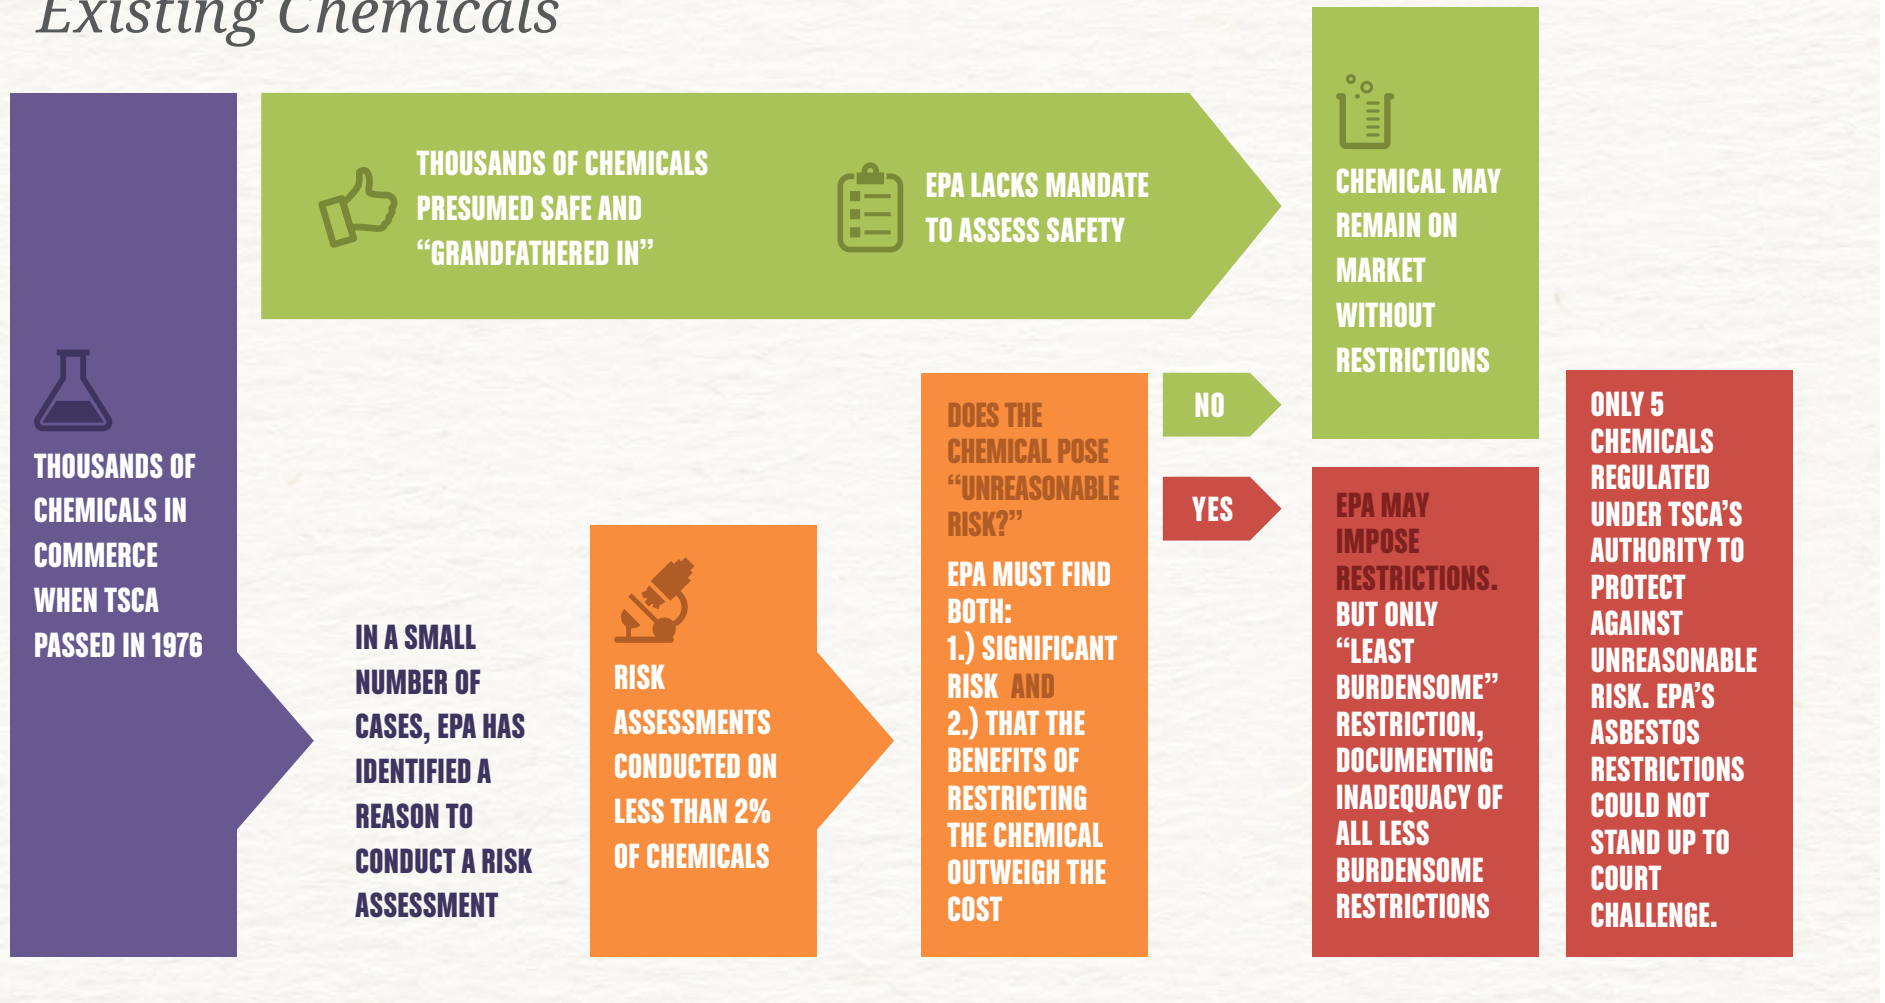 Existing Chemicals
THOUSANDS OF
CHEMICALS IN
COMMERCE
WHEN TSCA
PASSED IN 1976
THOUSANDS OF CHEMICALS
PRESUMED SAFE AND
“GRANDFATHERED IN”
EPA LACKS MANDATE
TO ASSESS SAFETY
CHEMICAL MAY
REMAIN ON
MARKET
WITHOUT
RESTRICTIONS
IN A SMALL
NUMBER OF
CASES, EPA HAS
IDENTIFIED A
REASON TO
CONDUCT A RISK
ASSESSMENT
RISK
ASSESSMENTS
CONDUCTED ON
LESS THAN 2%
OF CHEMICALS
DOES THE
CHEMICAL POSE
“UNREASONABLE
RISK?”
EPA MUST FIND
BOTH:
1.) SIGNIFICANT
RISK AND
2.) THAT THE
BENEFITS OF
RESTRICTING
THE CHEMICAL
OUTWEIGH THE
COST
NO
YES
EPA MAY
IMPOSE
RESTRICTIONS.
BUT ONLY
“LEAST
BURDENSOME”
RESTRICTION,
DOCUMENTING
INADEQUACY OF
ALL LESS
BURDENSOME
RESTRICTIONS
ONLY 5
CHEMICALS
REGULATED
UNDER TSCA’S
AUTHORITY TO
PROTECT
AGAINST
UNREASONABLE
RISK. EPA’S
ASBESTOS
RESTRICTIONS
COULD NOT
STAND UP TO
COURT
CHALLENGE.